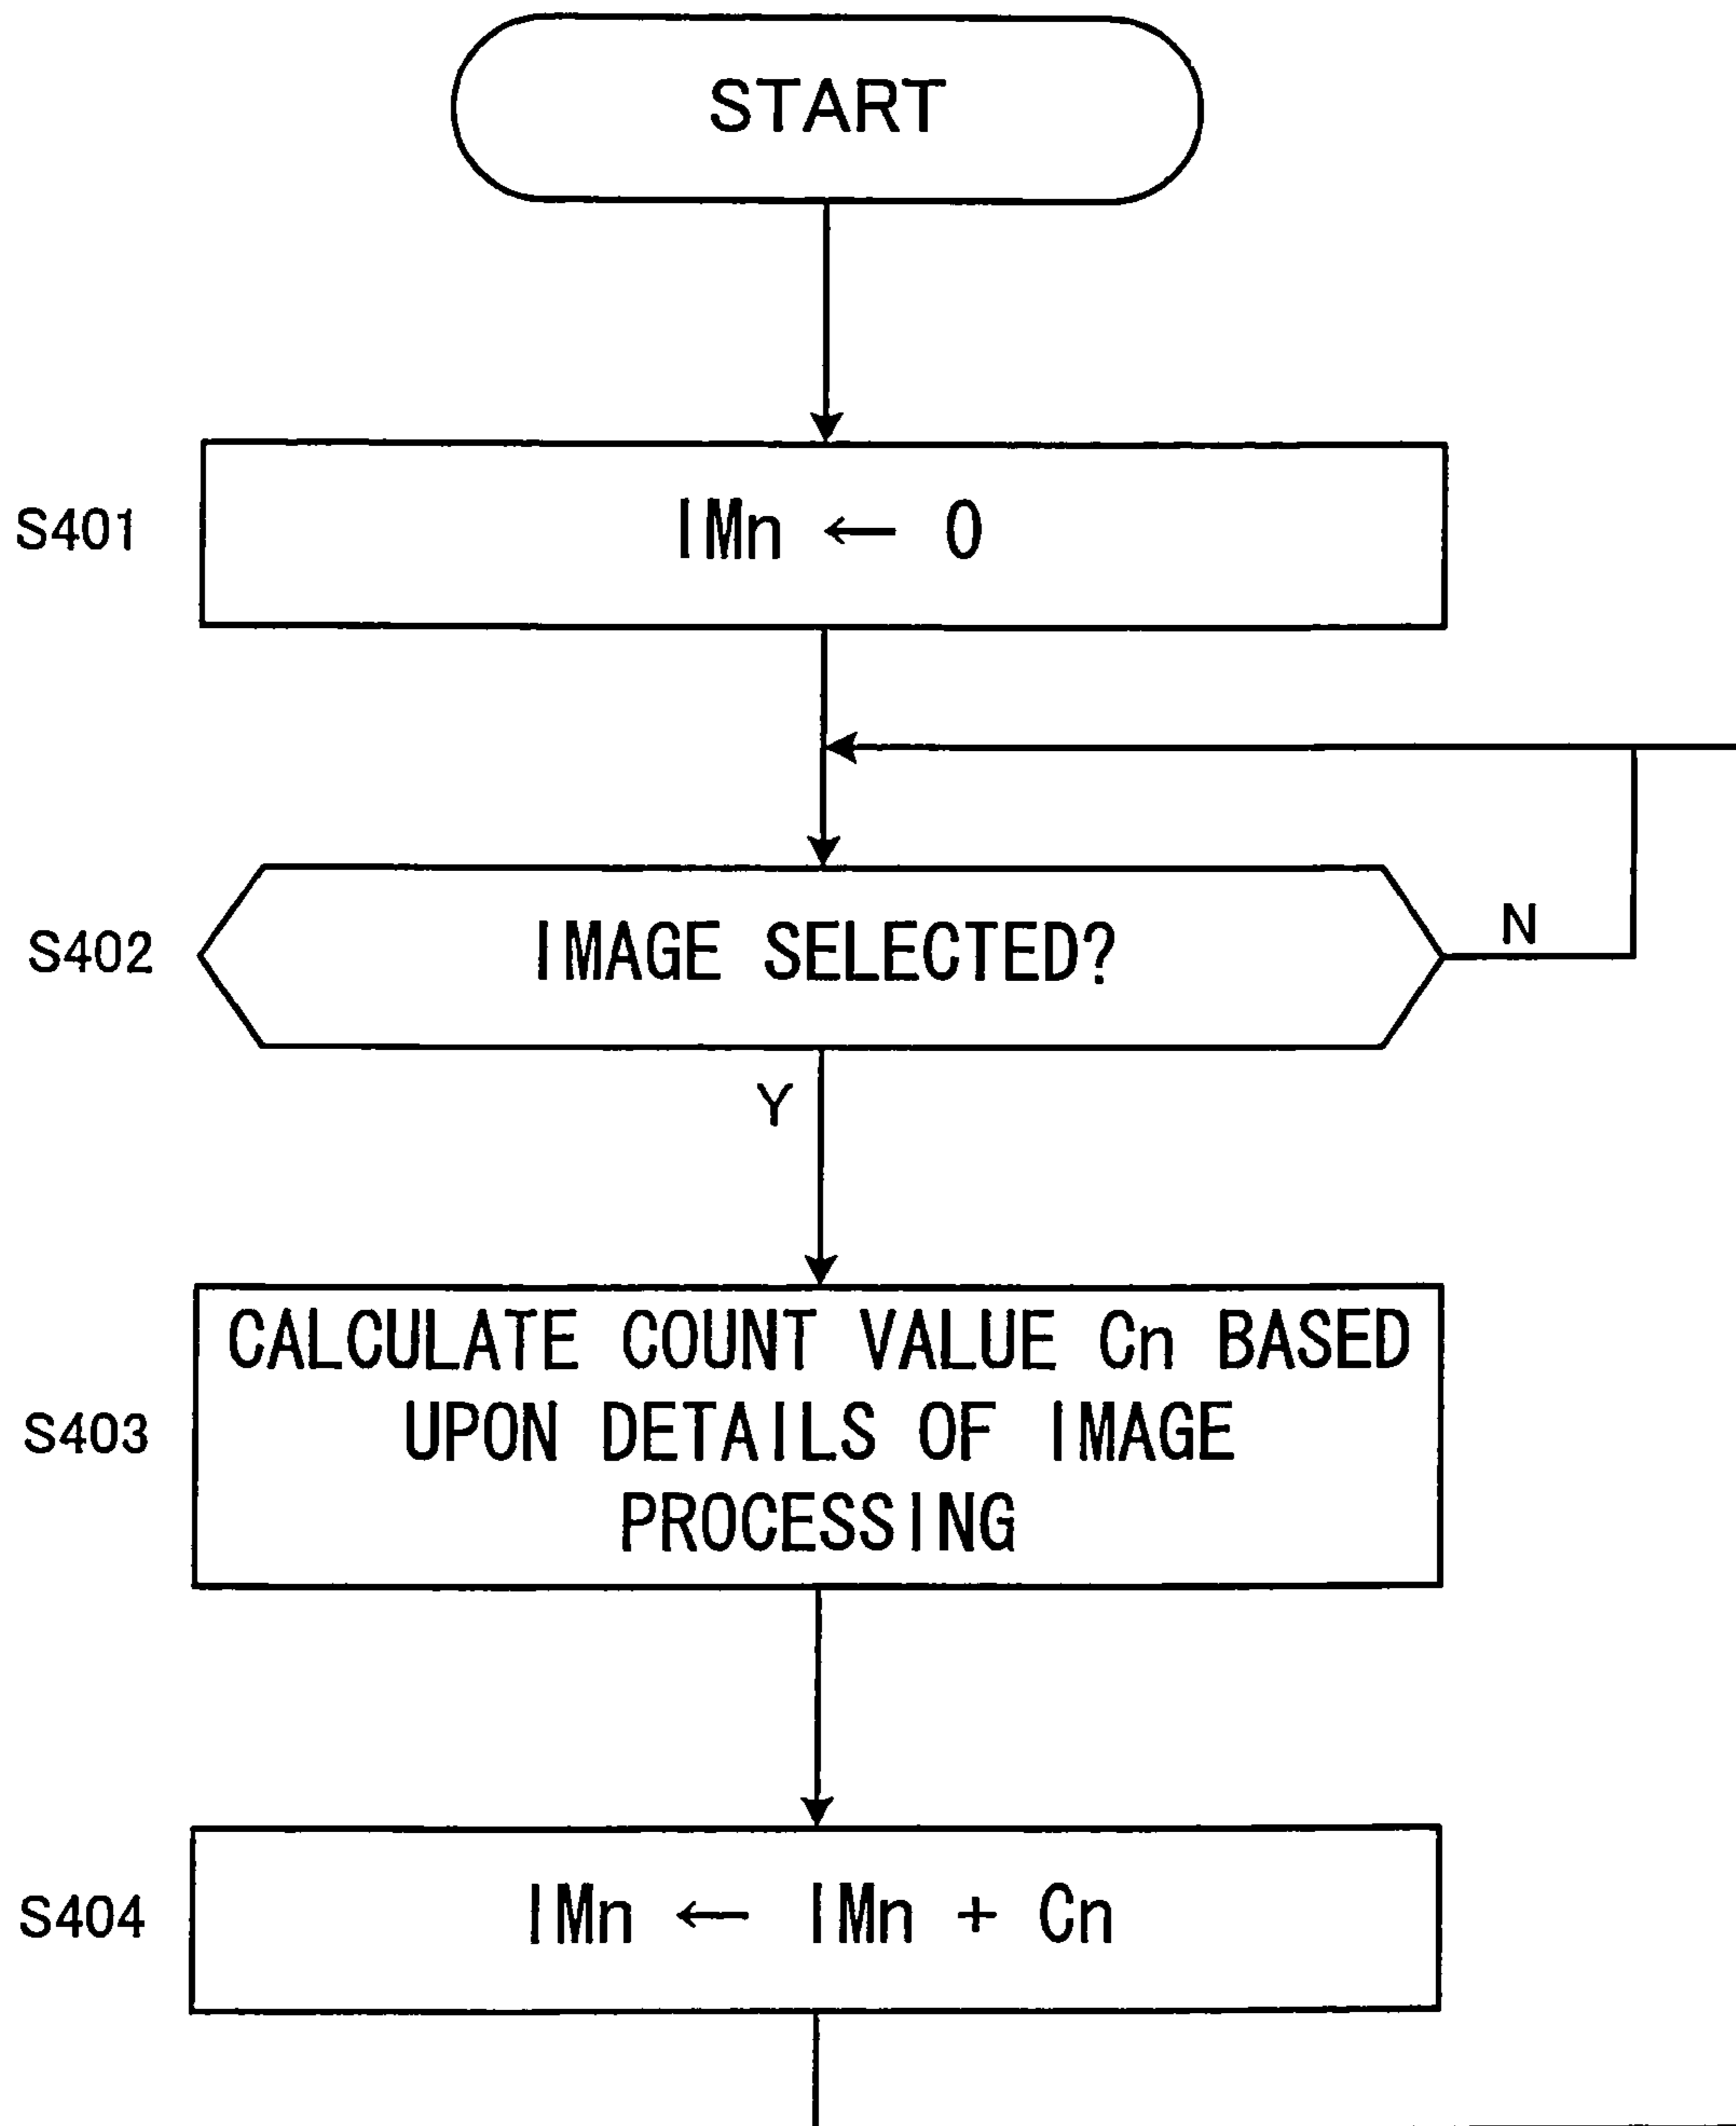 START
S401
IMn ← 0
S402
IMAGE SELECTED?
N
Y
S403
CALCULATE COUNT VALUE Cn BASED
UPON DETAILS OF IMAGE
PROCESSING
S404
IMn ← IMn + Cn